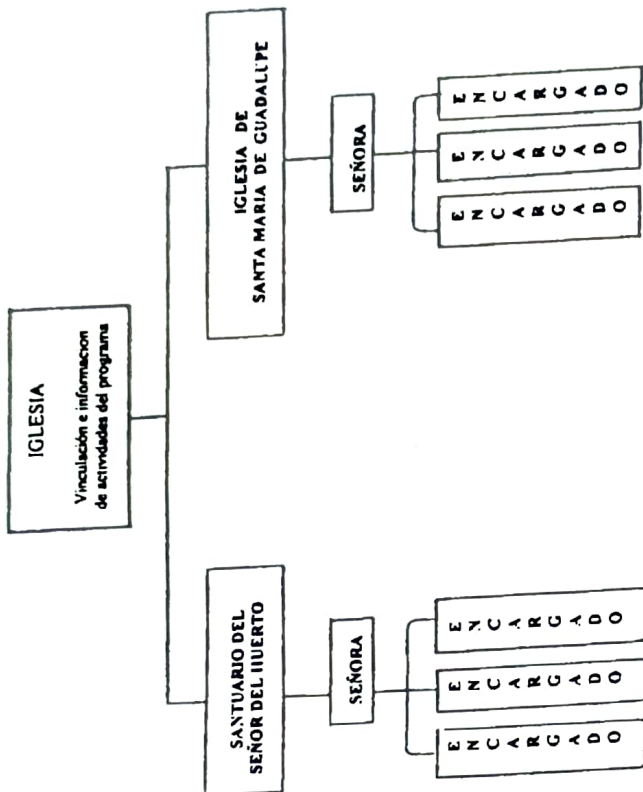 IGLESIA
Vinculación e informacion
de actividades del programa
SANTUARIO DEL
SEÑOR DEL HUERTO
IGLESIA DE
SANTA MARIA DE GUADALUPE
SEÑORA
SEÑORA
ENCARGADO
ENCARGADO
ENCARGADO
ENCARGADO
ENCARGADO
ENCARGADO